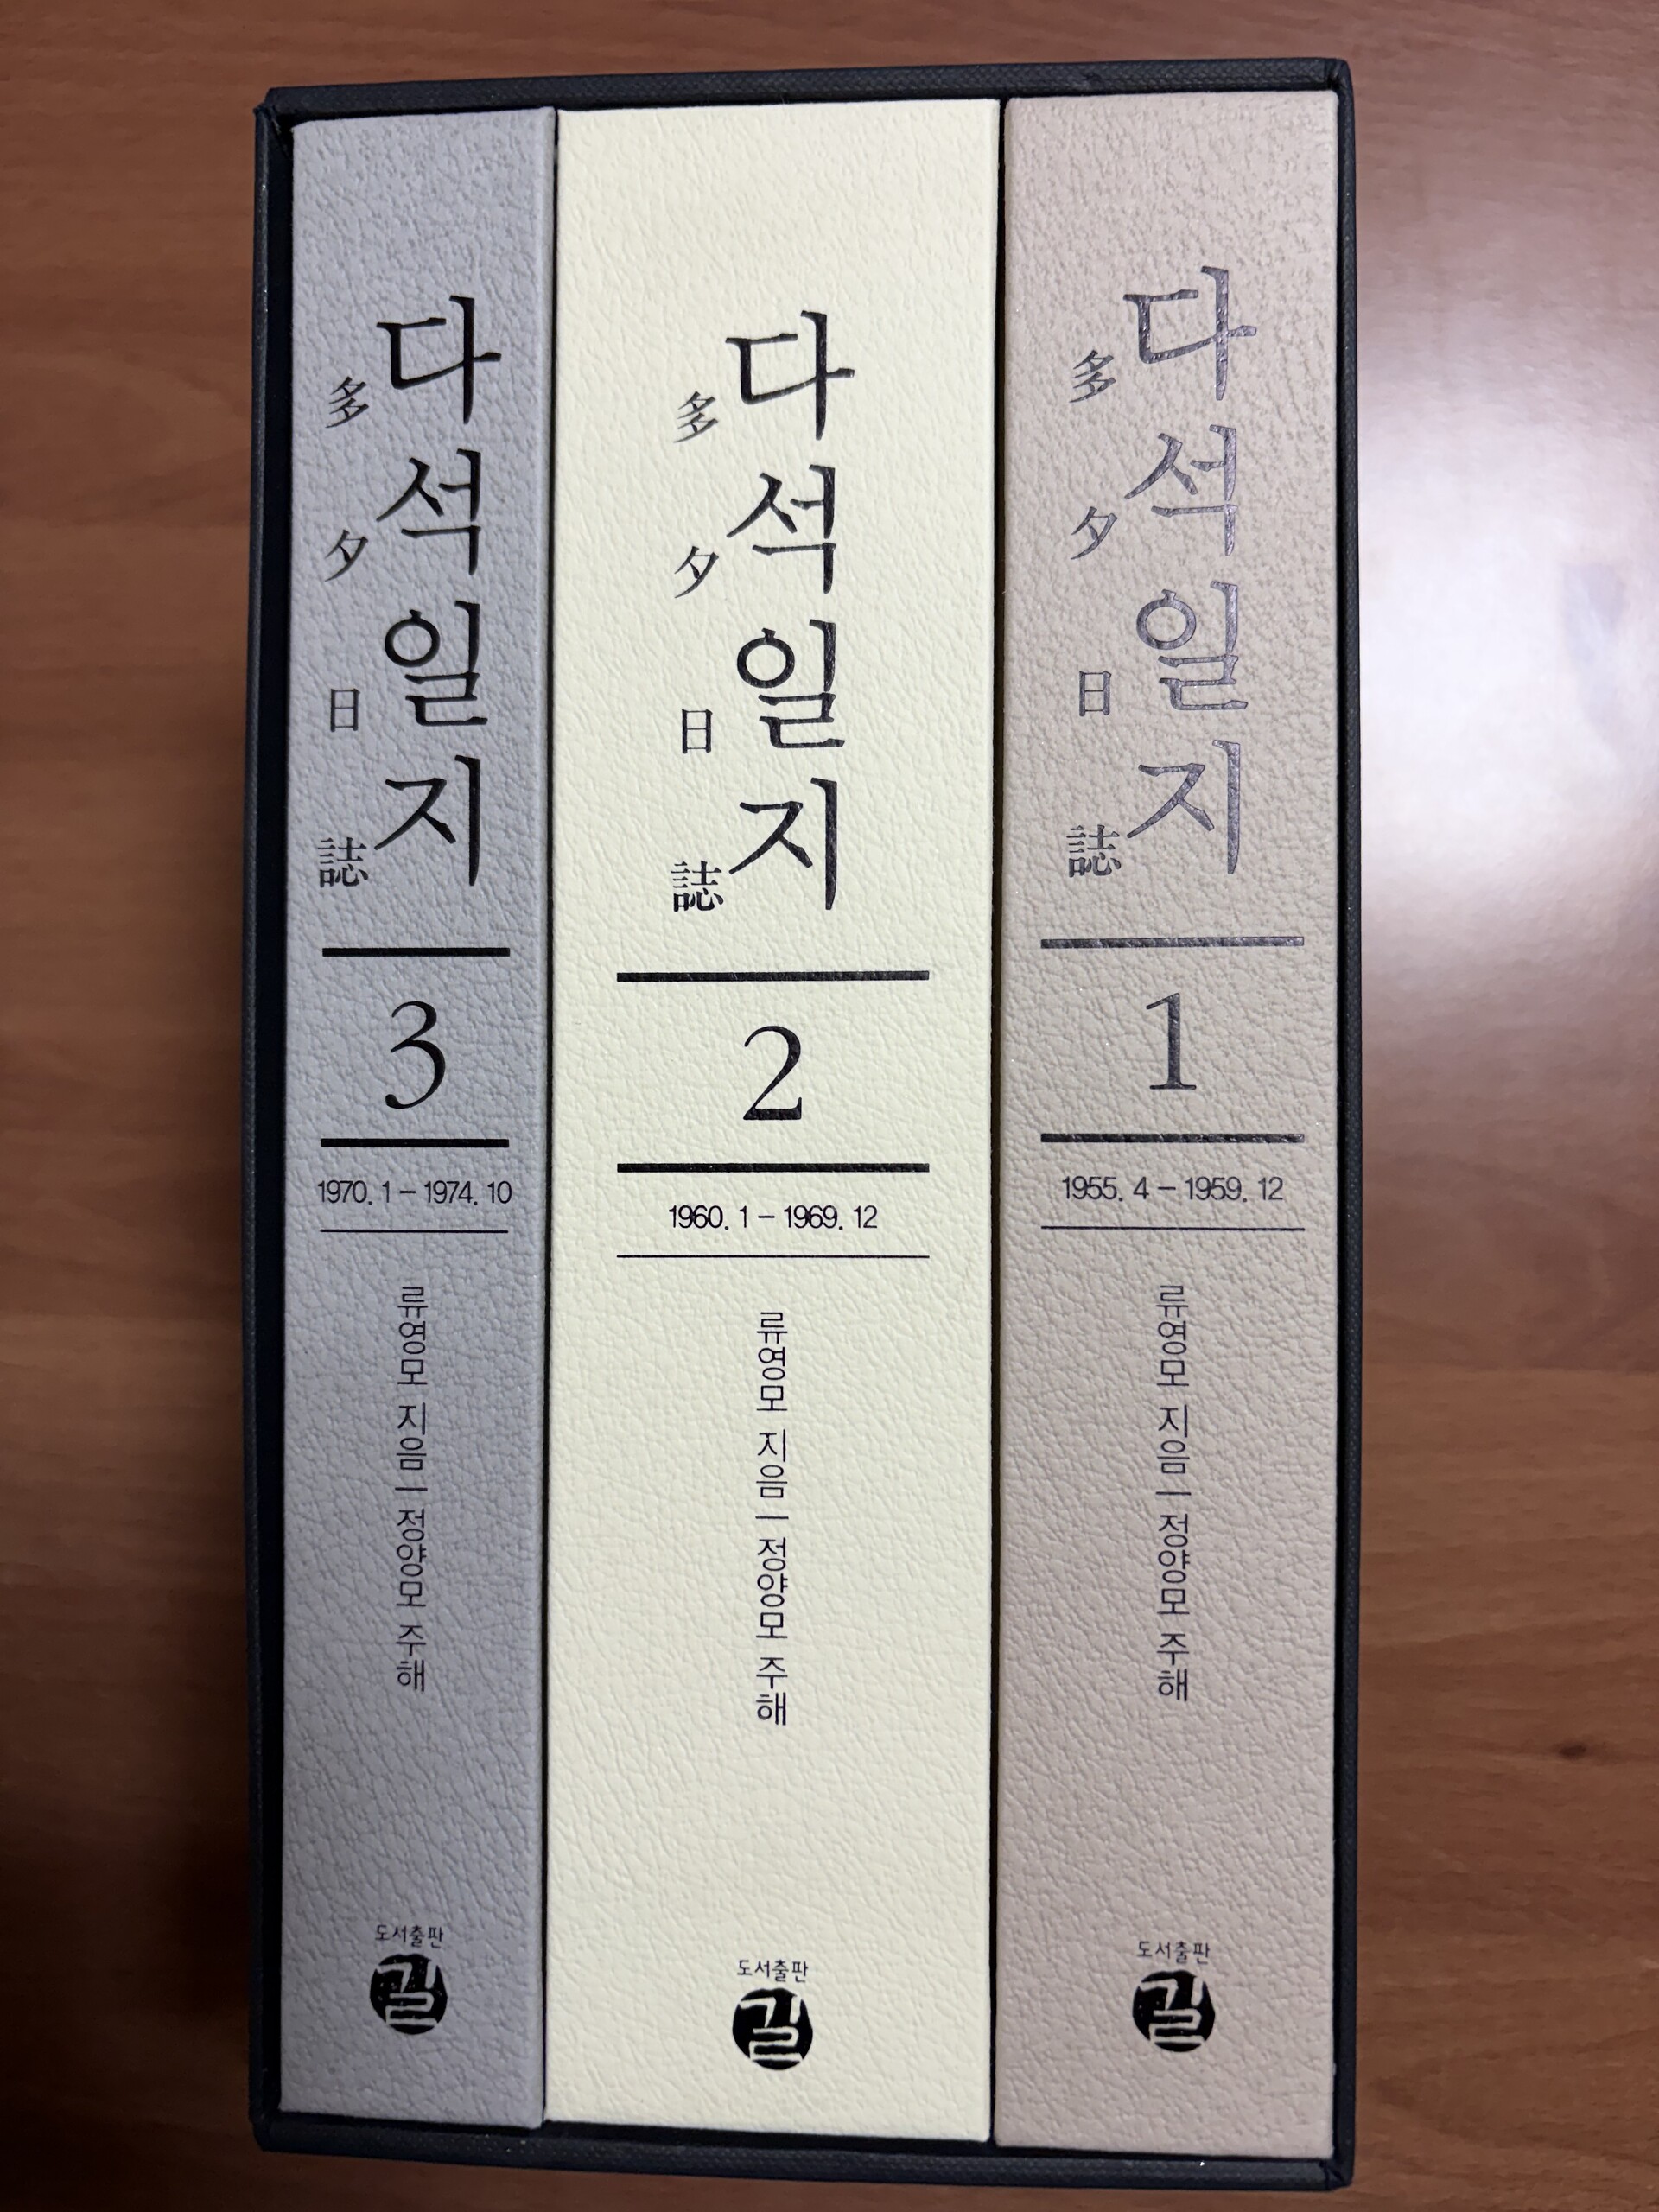 다석일지
多夕日誌
3
1970. 1 – 1974. 10
류영모 지음 | 정양모 주해
도서출판
길
다석일지
多夕日誌
2
1960. 1 – 1969. 12
류영모 지음 | 정양모 주해
도서출판
길
다석일지
多夕日誌
1
1955. 4 – 1959. 12
류영모 지음 | 정양모 주해
도서출판
길